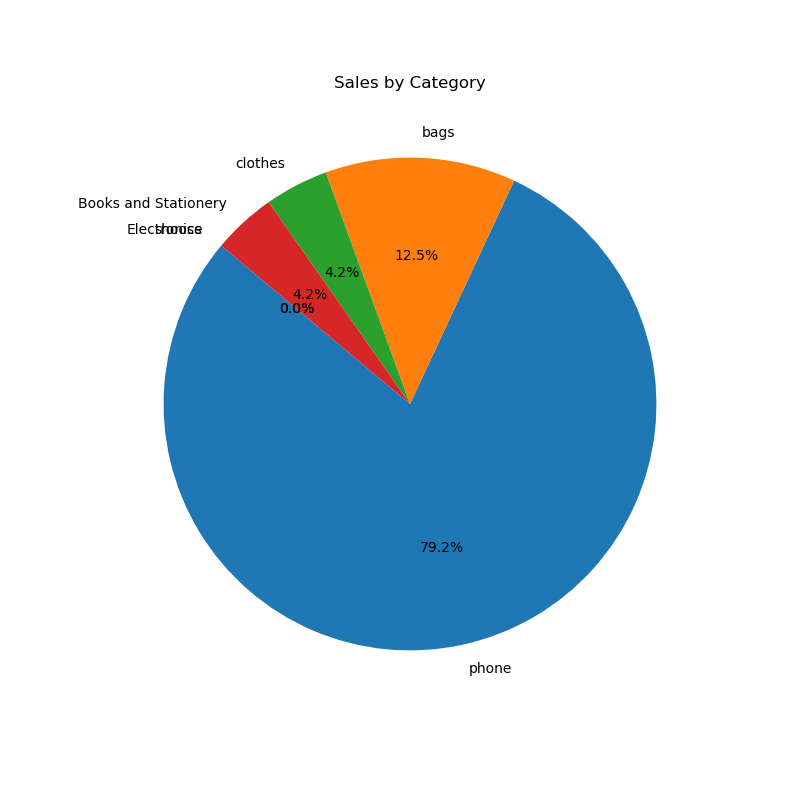 Sales by Category
bags
clothes
Books and Stationery
Electronics
12.5%
4.2%
4.2%
0.0%
79.2%
phone